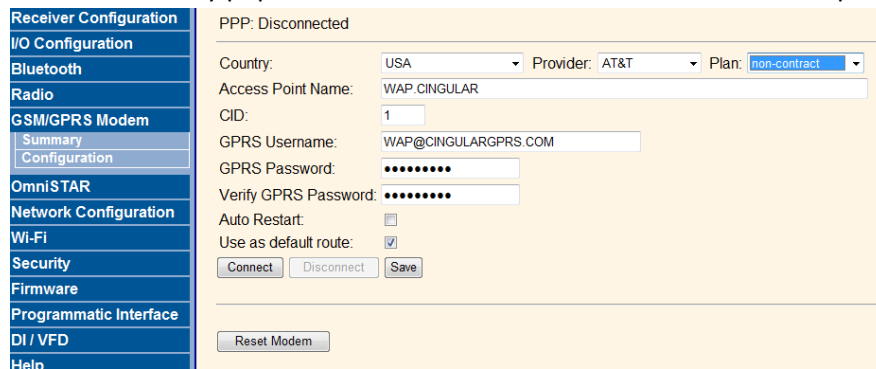 Receiver Configuration
I/O Configuration
Bluetooth
Radio
GSM/GPRS Modem
Summary
Configuration
OmniSTAR
Network Configuration
Wi-Fi
Security
Firmware
Programmatic Interface
DI / VFD
Help
PPP: Disconnected
Country: USA Provider: AT&T Plan: non-contract
Access Point Name: WAP.CINGULAR
CID: 1
GPRS Username: WAP@CINGULARGPRS.COM
GPRS Password: •••••••••
Verify GPRS Password: •••••••••
Auto Restart:
Use as default route:
Connect Disconnect Save
Reset Modem